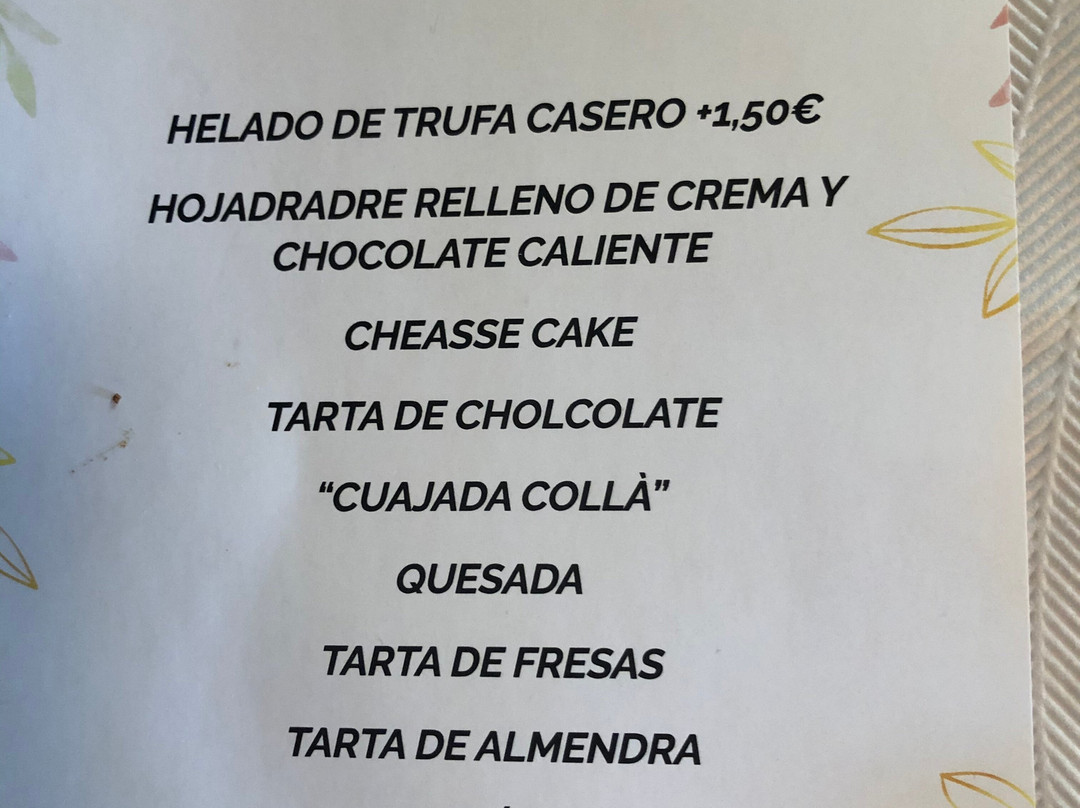 HELADO DE TRUFA CASERO +1,50€
HOJADRADRE RELLENO DE CREMA Y
CHOCOLATE CALIENTE
CHEASSE CAKE
TARTA DE CHOLCOLATE
“CUAJADA COLLÀ”
QUESADA
TARTA DE FRESAS
TARTA DE ALMENDRA